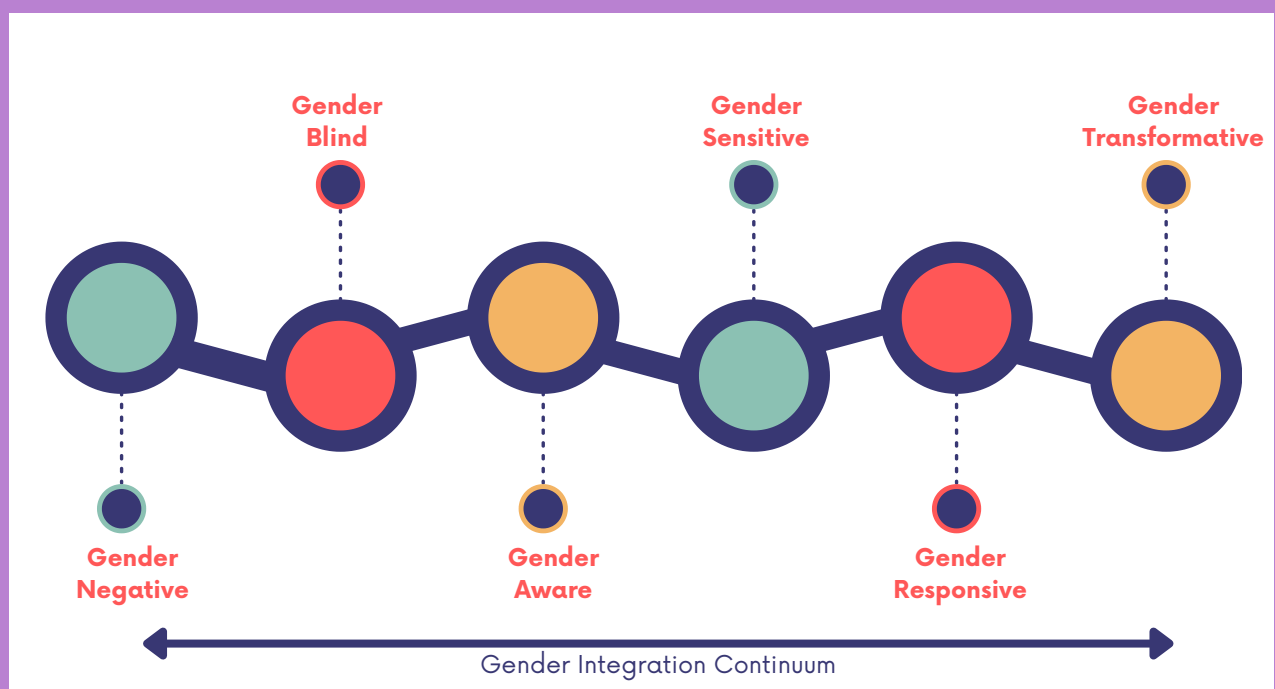 Gender
Blind
Gender
Sensitive
Gender
Transformative
Gender
Negative
Gender
Aware
Gender
Responsive
Gender Integration Continuum